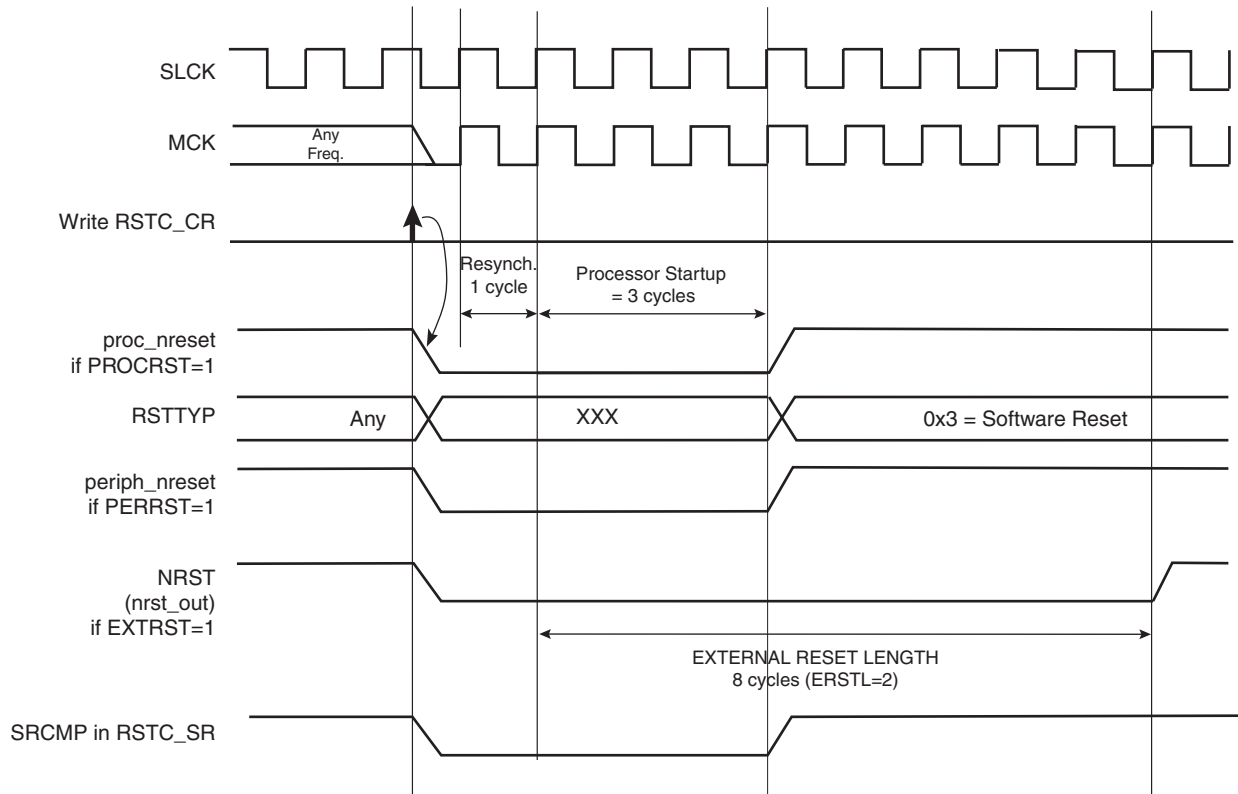 SLCK
MCK
Any
Freq.
Write RSTC_CR
Resynch.
1 cycle
Processor Startup
= 3 cycles
proc_nreset
if PROCRST=1
RSTTYP
Any
XXX
0x3 = Software Reset
periph_nreset
if PERRST=1
NRST
(nrst_out)
if EXTRST=1
EXTERNAL RESET LENGTH
8 cycles (ERSTL=2)
SRCMP in RSTC_SR